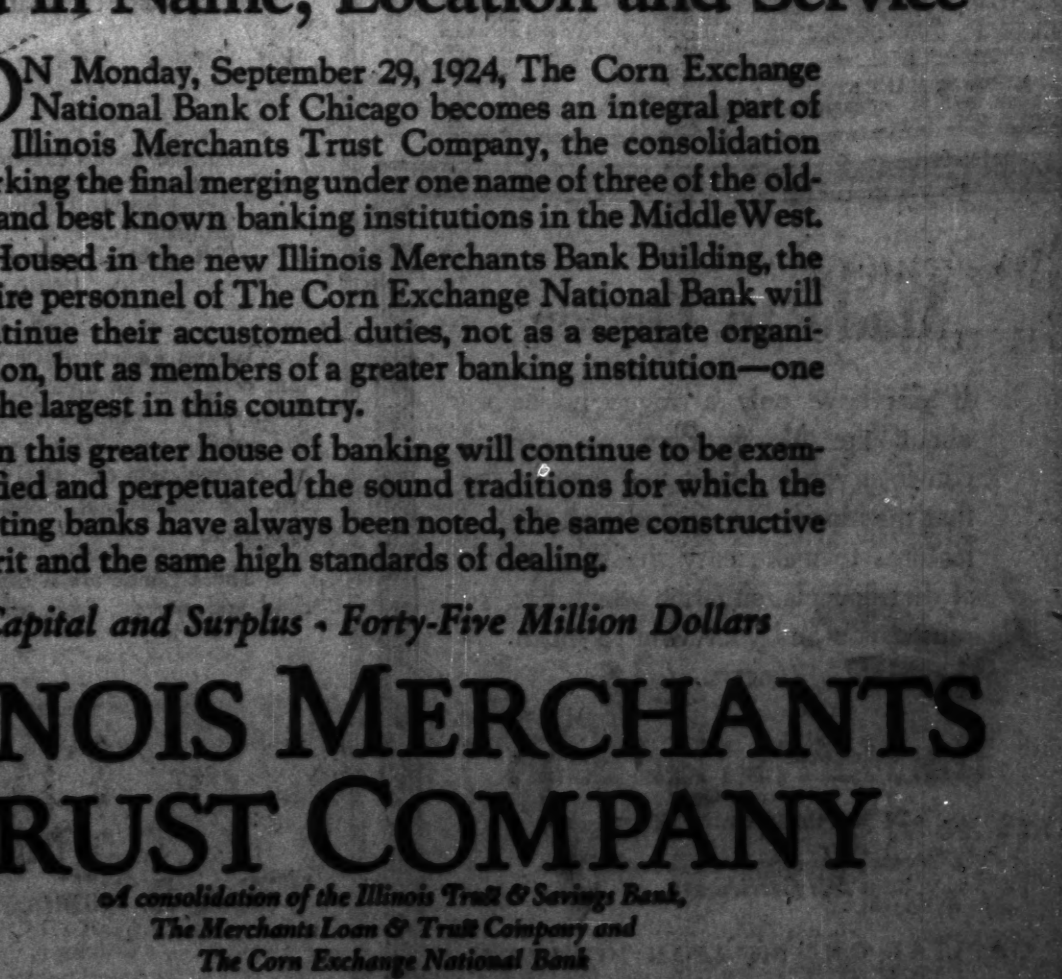 in Name, Location and Service
ON Monday, September 29, 1924, The Corn Exchange
National Bank of Chicago becomes an integral part of
Illinois Merchants Trust Company, the consolidation
king the final merging under one name of three of the old-
and best known banking institutions in the Middle West.
Housed in the new Illinois Merchants Bank Building, the
ire personnel of The Corn Exchange National Bank will
tinue their accustomed duties, not as a separate organi-
on, but as members of a greater banking institution—one
he largest in this country.
n this greater house of banking will continue to be exem-
ied and perpetuated the sound traditions for which the
ting banks have always been noted, the same constructive
rit and the same high standards of dealing.
Capital and Surplus • Forty-Five Million Dollars
NOIS MERCHANTS
RUST COMPANY
A consolidation of the Illinois Trust & Savings Bank,
The Merchants Loan & Trust Company and
The Corn Exchange National Bank